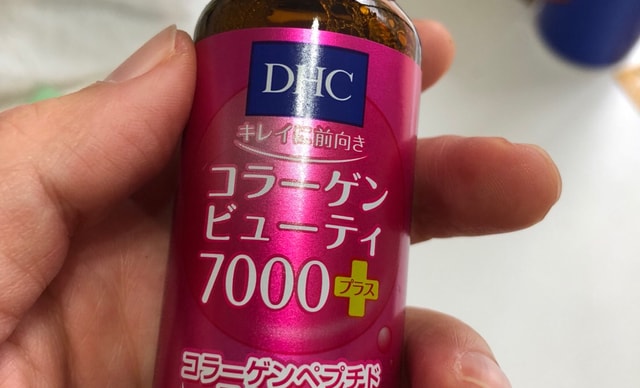 DHC
キレイに前向き
コラーゲン
ビューティ
7000
プラス
コラーゲンペプチド